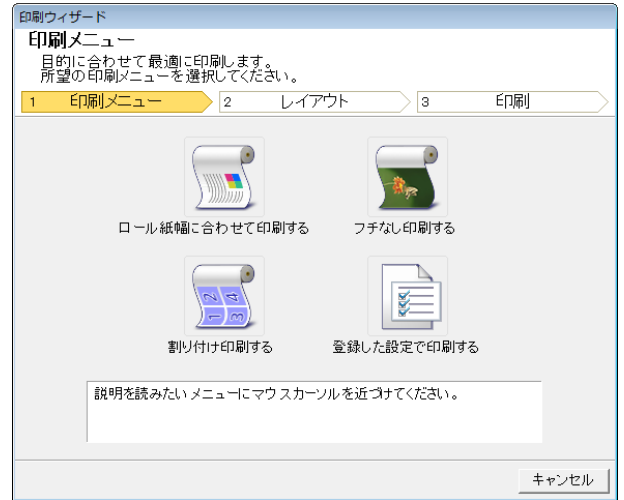 印刷ウィザード
印刷メニュー
目的に合わせて最適に印刷します。
所望の印刷メニューを選択してください。
1 印刷メニュー 2 レイアウト 3 印刷
ロール紙幅に合わせて印刷する フチなし印刷する
1 2 3 4
割り付け印刷する 登録した設定で印刷する
説明を読みたいメニューにマウスカーソルを近づけてください。
キャンセル